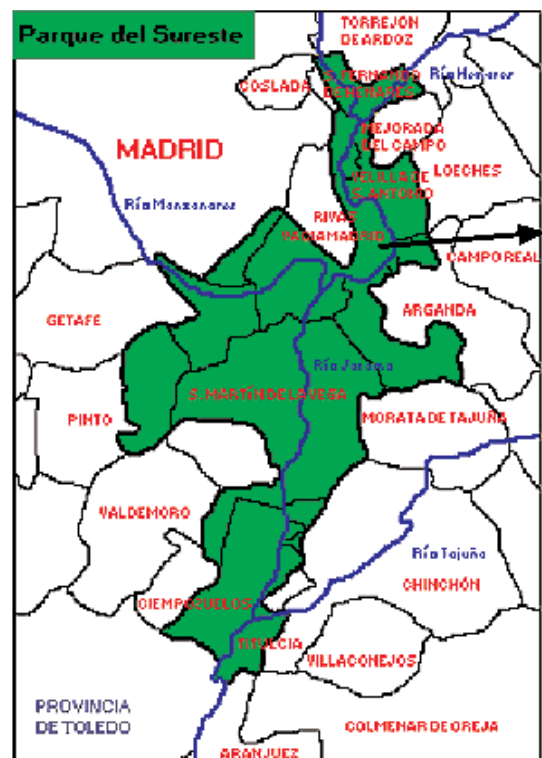 Parque del Sureste
TORREJON
DE ARDOZ
S. FERNANDO
DE HENARES
Río Henares
COSLADA
MEJORADA
DEL CAMPO
MADRID
LOECHES
VELILLA DE
S. ANTONIO
Río Manzanares
RIVAS
VACIAMADRID
CAMPO REAL
GETAFE
ARGANDA
Río Jarama
S. MARTÍN DE LA VEGA
PINTO
MORATA DE TAJUÑA
VALDEMORO
Río Tajuña
CHINCHÓN
CIEMPOZUELOS
TITULCIA
VILLACONEJOS
PROVINCIA
DE TOLEDO
COLMENAR DE OREJA
ARANJUEZ